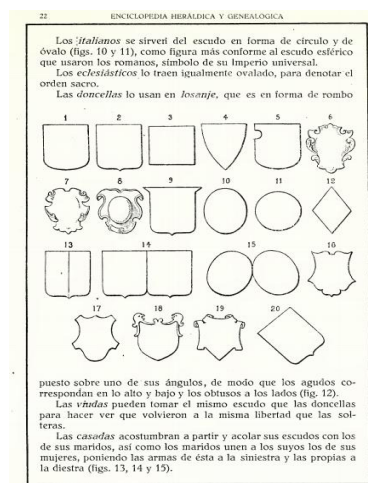 22 ENCICLOPEDIA HERÁLDICA Y GENEALOGICA
Los italianos se sirven del escudo en forma de círculo y de
óvalo (figs. 10 y 11), como figura más conforme al escudo esférico
que usaron los romanos, símbolo de su Imperio universal.
Los eclesiásticos lo traen igualmente ovalado, para denotar el
orden sacro.
Las doncellas lo usan en losanje, que es en forma de rombo
1 2 3 4 5 6
7 8 9 10 11 12
13 14 15 16
17 18 19 20
puesto sobre uno de sus ángulos, de modo que los agudos co-
rrespondan en lo alto y bajo y los obtusos a los lados (fig. 12).
Las viudas pueden tomar el mismo escudo que las doncellas
para hacer ver que volvieron a la misma libertad que las sol-
teras.
Las casadas acostumbran a partir y acolar sus escudos con los
de sus maridos, así como los maridos unen a los suyos los de sus
mujeres, poniendo las armas de ésta a la siniestra y las propias a
la diestra (figs. 13, 14 y 15).